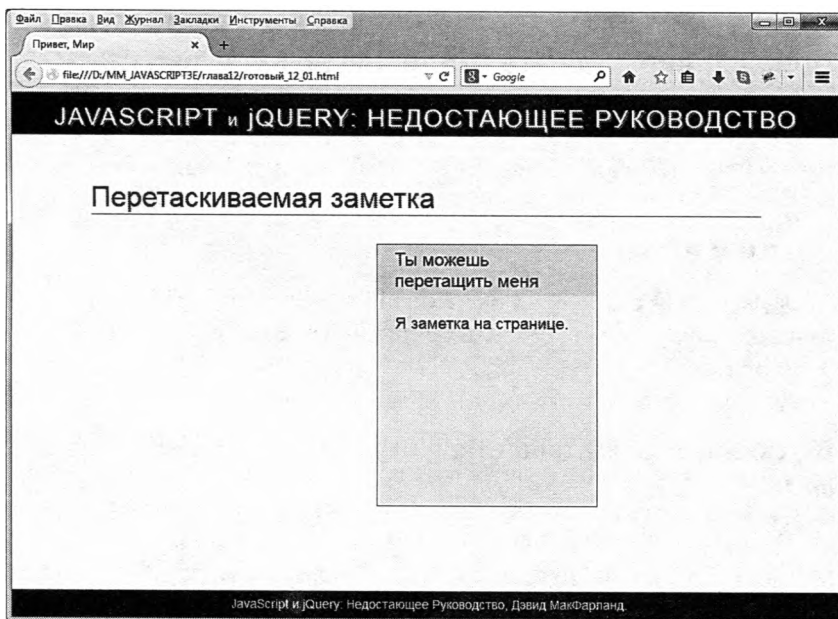 Файл Правка Вид Журнал Закладки Инструменты Справка
Привет, Мир × +
file:///D:/MM_JAVASCRIPT3E/глава12/готовый_12_01.html
Google
JAVASCRIPT и jQUERY: НЕДОСТАЮЩЕЕ РУКОВОДСТВО
Перетаскиваемая заметка
Ты можешь
перетащить меня
Я заметка на странице.
JavaScript и jQuery: Недостающее Руководство, Дэвид МакФарланд.